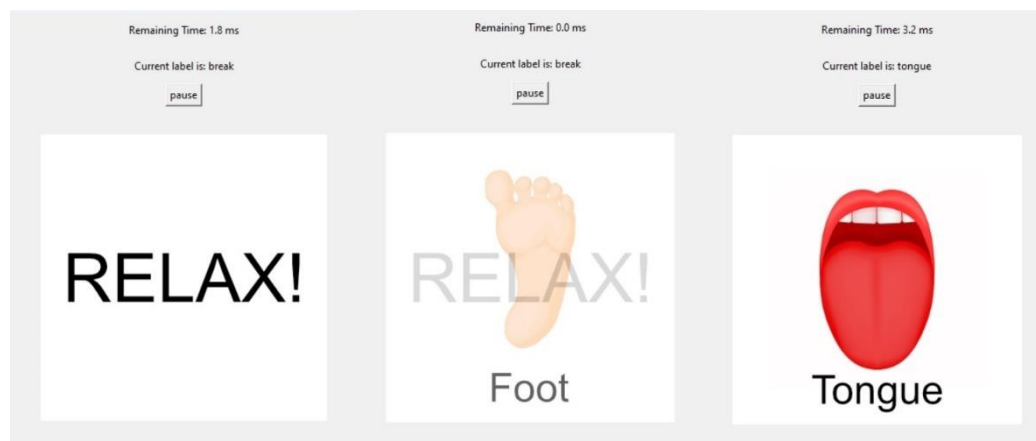 Remaining Time: 1.8 ms
Current label is: break
pause
RELAX!
Remaining Time: 0.0 ms
Current label is: break
pause
RELAX!
Foot
Remaining Time: 3.2 ms
Current label is: tongue
pause
Tongue